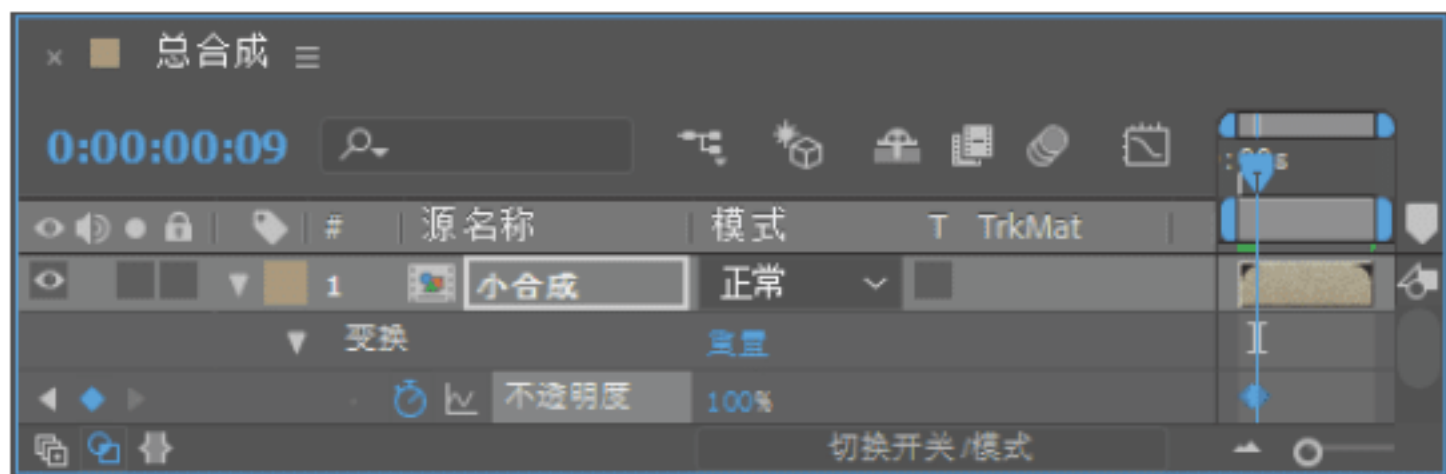 总合成
0:00:00:09
# 源名称 模式 T TrkMat
1 小合成 正常
变换 重置
不透明度 100%
切换开关/模式